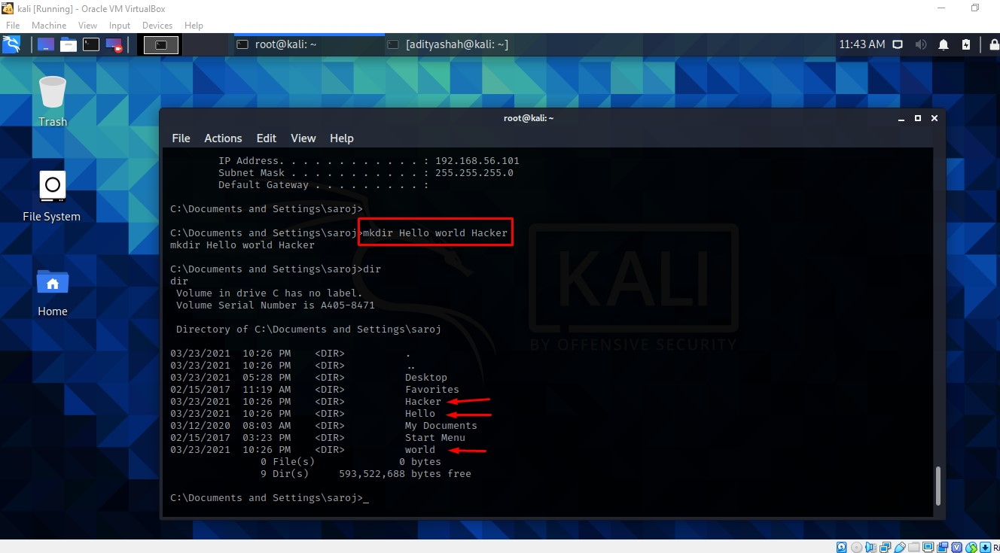 kali [Running] - Oracle VM VirtualBox
File Machine View Input Devices Help
root@kali: ~
[adityashah@kali: ~]
11:43 AM
Trash
File System
Home
root@kali: ~
File Actions Edit View Help
IP Address. . . . . . . . . . . . : 192.168.56.101
Subnet Mask . . . . . . . . . . . : 255.255.255.0
Default Gateway . . . . . . . . . :
C:\Documents and Settings\saroj>
C:\Documents and Settings\saroj>mkdir Hello world Hacker
mkdir Hello world Hacker
C:\Documents and Settings\saroj>dir
dir
Volume in drive C has no label.
Volume Serial Number is A405-8471
Directory of C:\Documents and Settings\saroj
03/23/2021 10:26 PM <DIR> .
03/23/2021 10:26 PM <DIR> ..
03/23/2021 05:28 PM <DIR> Desktop
02/15/2017 11:19 AM <DIR> Favorites
03/23/2021 10:26 PM <DIR> Hacker
03/23/2021 10:26 PM <DIR> Hello
03/12/2020 08:03 AM <DIR> My Documents
02/15/2017 03:23 PM <DIR> Start Menu
03/23/2021 10:26 PM <DIR> world
0 File(s) 0 bytes
9 Dir(s) 593,522,688 bytes free
C:\Documents and Settings\saroj>_
KALI
BY OFFENSIVE SECURITY